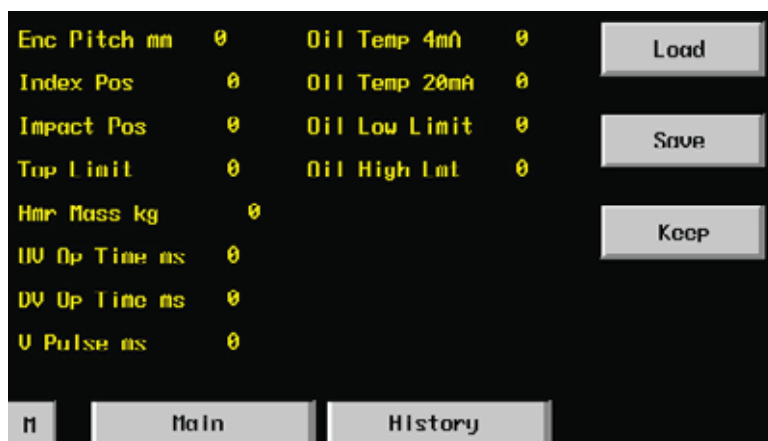 Enc Pitch mm 0 Oil Temp 4mA 0 Load
Index Pos 0 Oil Temp 20mA 0
Impact Pos 0 Oil Low Limit 0 Save
Top Limit 0 Oil High Lmt 0
Hmr Mass kg 0 Keep
UV Op Time ms 0
DV Op Time ms 0
V Pulse ms 0
M Main History